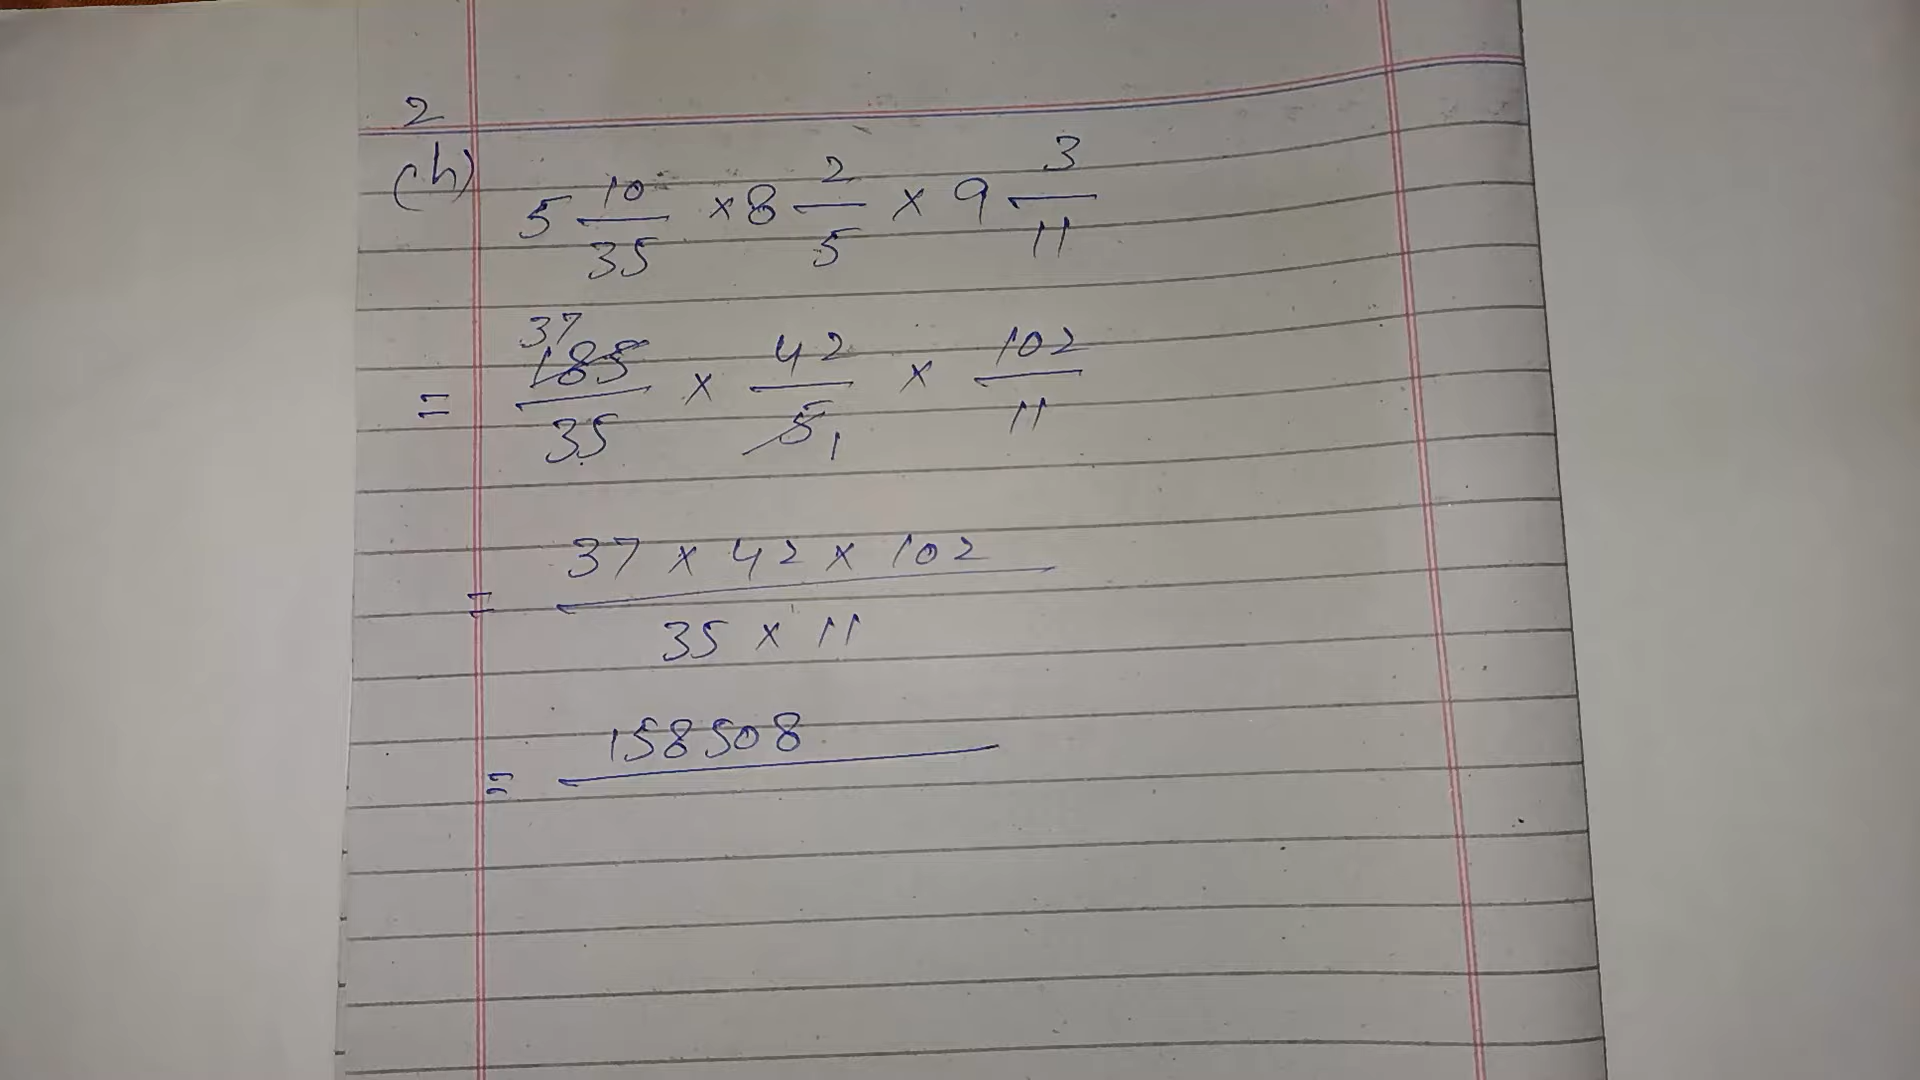 2
(h) 5 10/35 × 8 2/5 × 9 3/11
37
= 185/35 × 42/5 1 × 102/11
= 37 × 42 × 102 / 35 × 11
= 158508